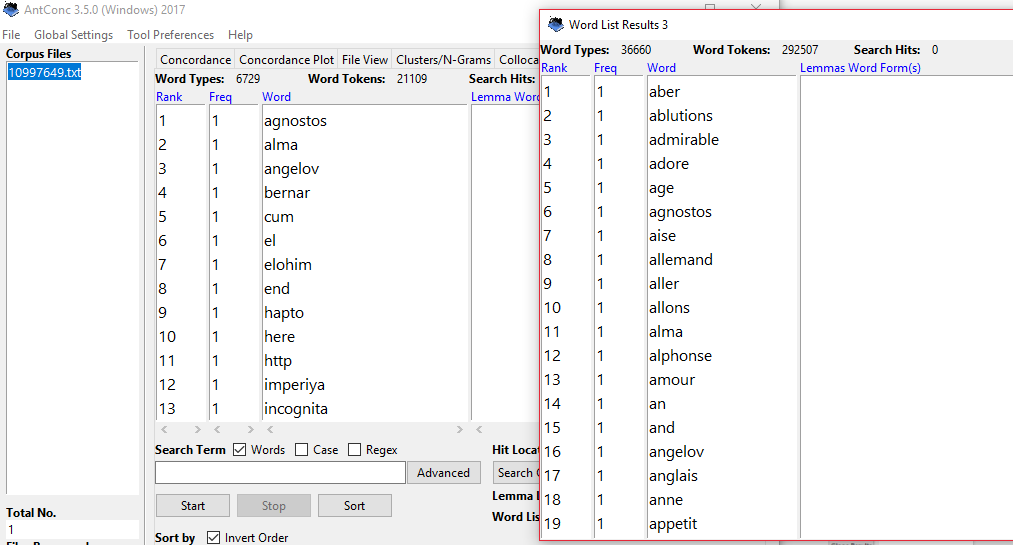 AntConc 3.5.0 (Windows) 2017
File Global Settings Tool Preferences Help
Corpus Files
10997649.txt
Total No.
1
Concordance Concordance Plot File View Clusters/N-Grams Colloca
Word Types: 6729 Word Tokens: 21109 Search Hits:
Rank Freq Word Lemma Word
1 1 agnostos
2 1 alma
3 1 angelov
4 1 bernar
5 1 cum
6 1 el
7 1 elohim
8 1 end
9 1 hapto
10 1 here
11 1 http
12 1 imperiya
13 1 incognita
Search Term Words Case Regex Hit Locat
Advanced Search
Start Stop Sort Lemma
Word Lis
Sort by Invert Order
Word List Results 3
Word Types: 36660 Word Tokens: 292507 Search Hits: 0
Rank Freq Word Lemmas Word Form(s)
1 1 aber
2 1 ablutions
3 1 admirable
4 1 adore
5 1 age
6 1 agnostos
7 1 aise
8 1 allemand
9 1 aller
10 1 allons
11 1 alma
12 1 alphonse
13 1 amour
14 1 an
15 1 and
16 1 angelov
17 1 anglais
18 1 anne
19 1 appetit